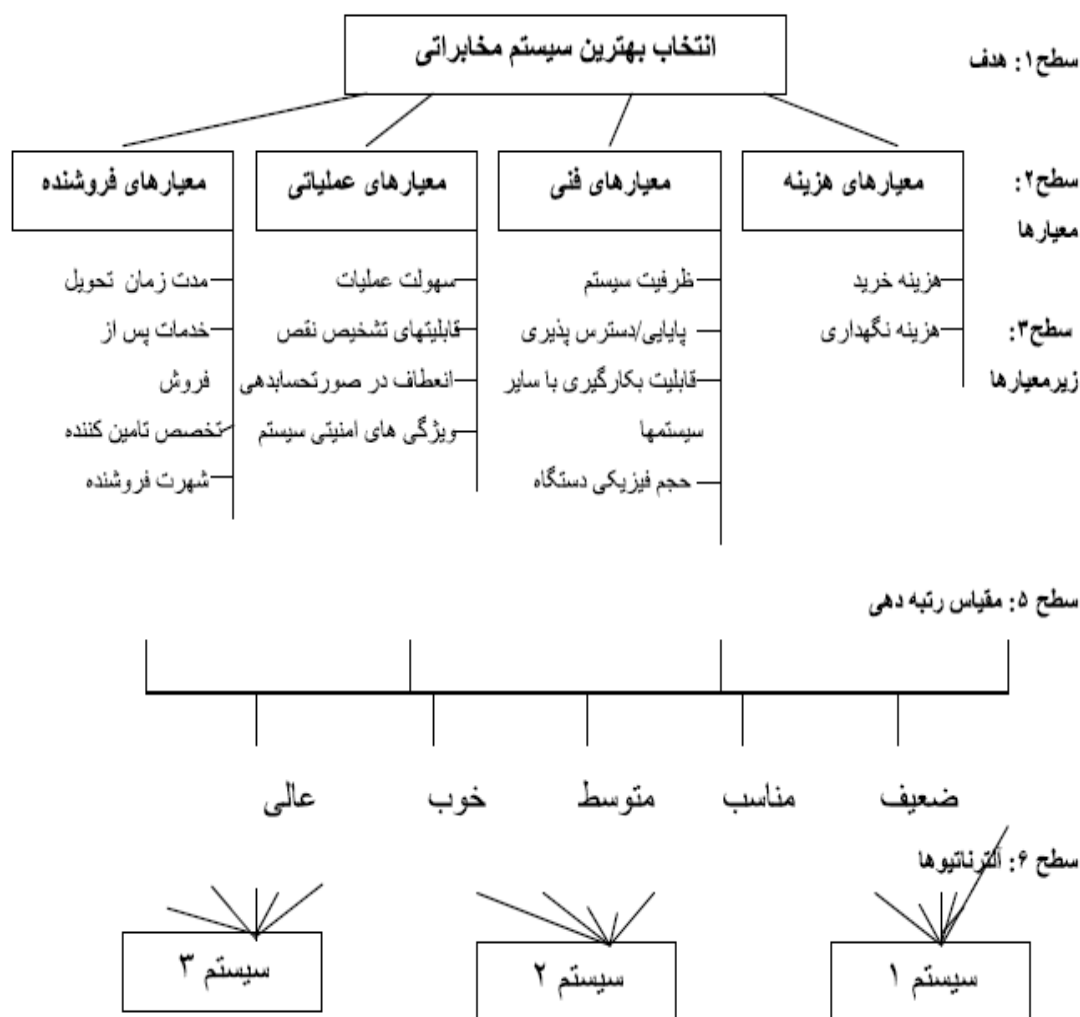 سطح۱: هدف
انتخاب بهترین سیستم مخابراتی
سطح۲:
معیارها
معیارهای هزینه
معیارهای فنی
معیارهای عملیاتی
معیارهای فروشنده
سطح۳:
زیرمعیارها
هزینه خرید
هزینه نگهداری
ظرفیت سیستم
پایایی/دسترس پذیری
قابلیت بکارگیری با سایر
سیستمها
حجم فیزیکی دستگاه
سهولت عملیات
قابلیتهای تشخیص نقص
انعطاف در صورتحسابدهی
ویژگی های امنیتی سیستم
مدت زمان تحویل
خدمات پس از
فروش
تخصص تامین کننده
شهرت فروشنده
سطح ۵: مقیاس رتبه دهی
ضعیف
مناسب
متوسط
خوب
عالی
سطح ۶: آلترناتیوها
سیستم ۱
سیستم ۲
سیستم ۳